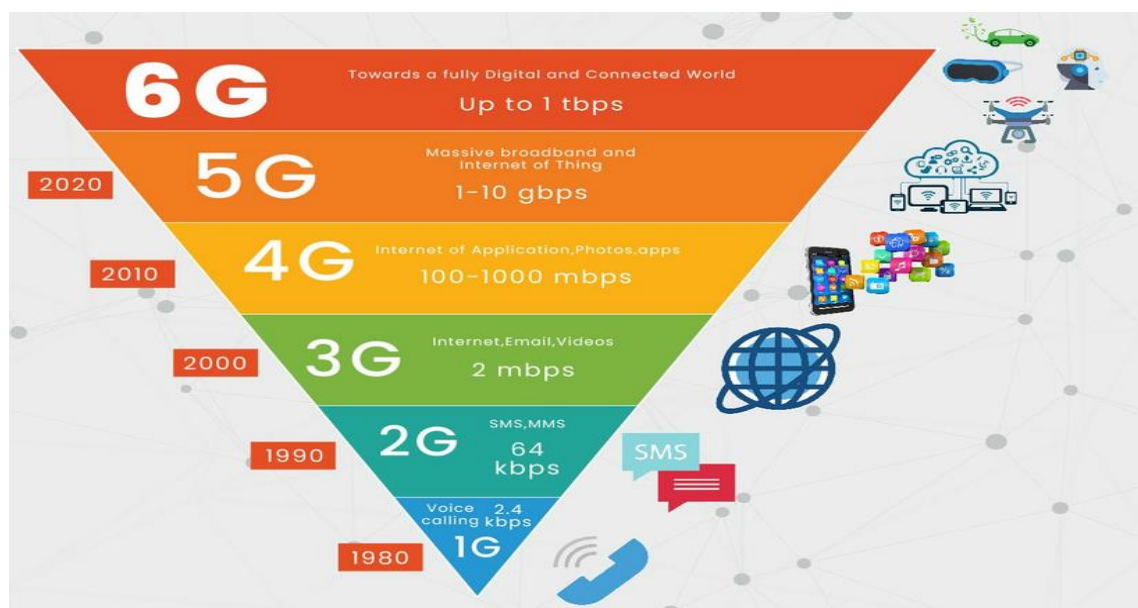 6G
Towards a fully Digital and Connected World
Up to 1 tbps
2020
5G
Massive broadband and
Internet of Thing
1-10 gbps
2010
4G
Internet of Application,Photos,apps
100-1000 mbps
2000
3G
Internet,Email,Videos
2 mbps
1990
2G
SMS,MMS
64
kbps
SMS
1980
Voice 2.4
calling kbps
1G